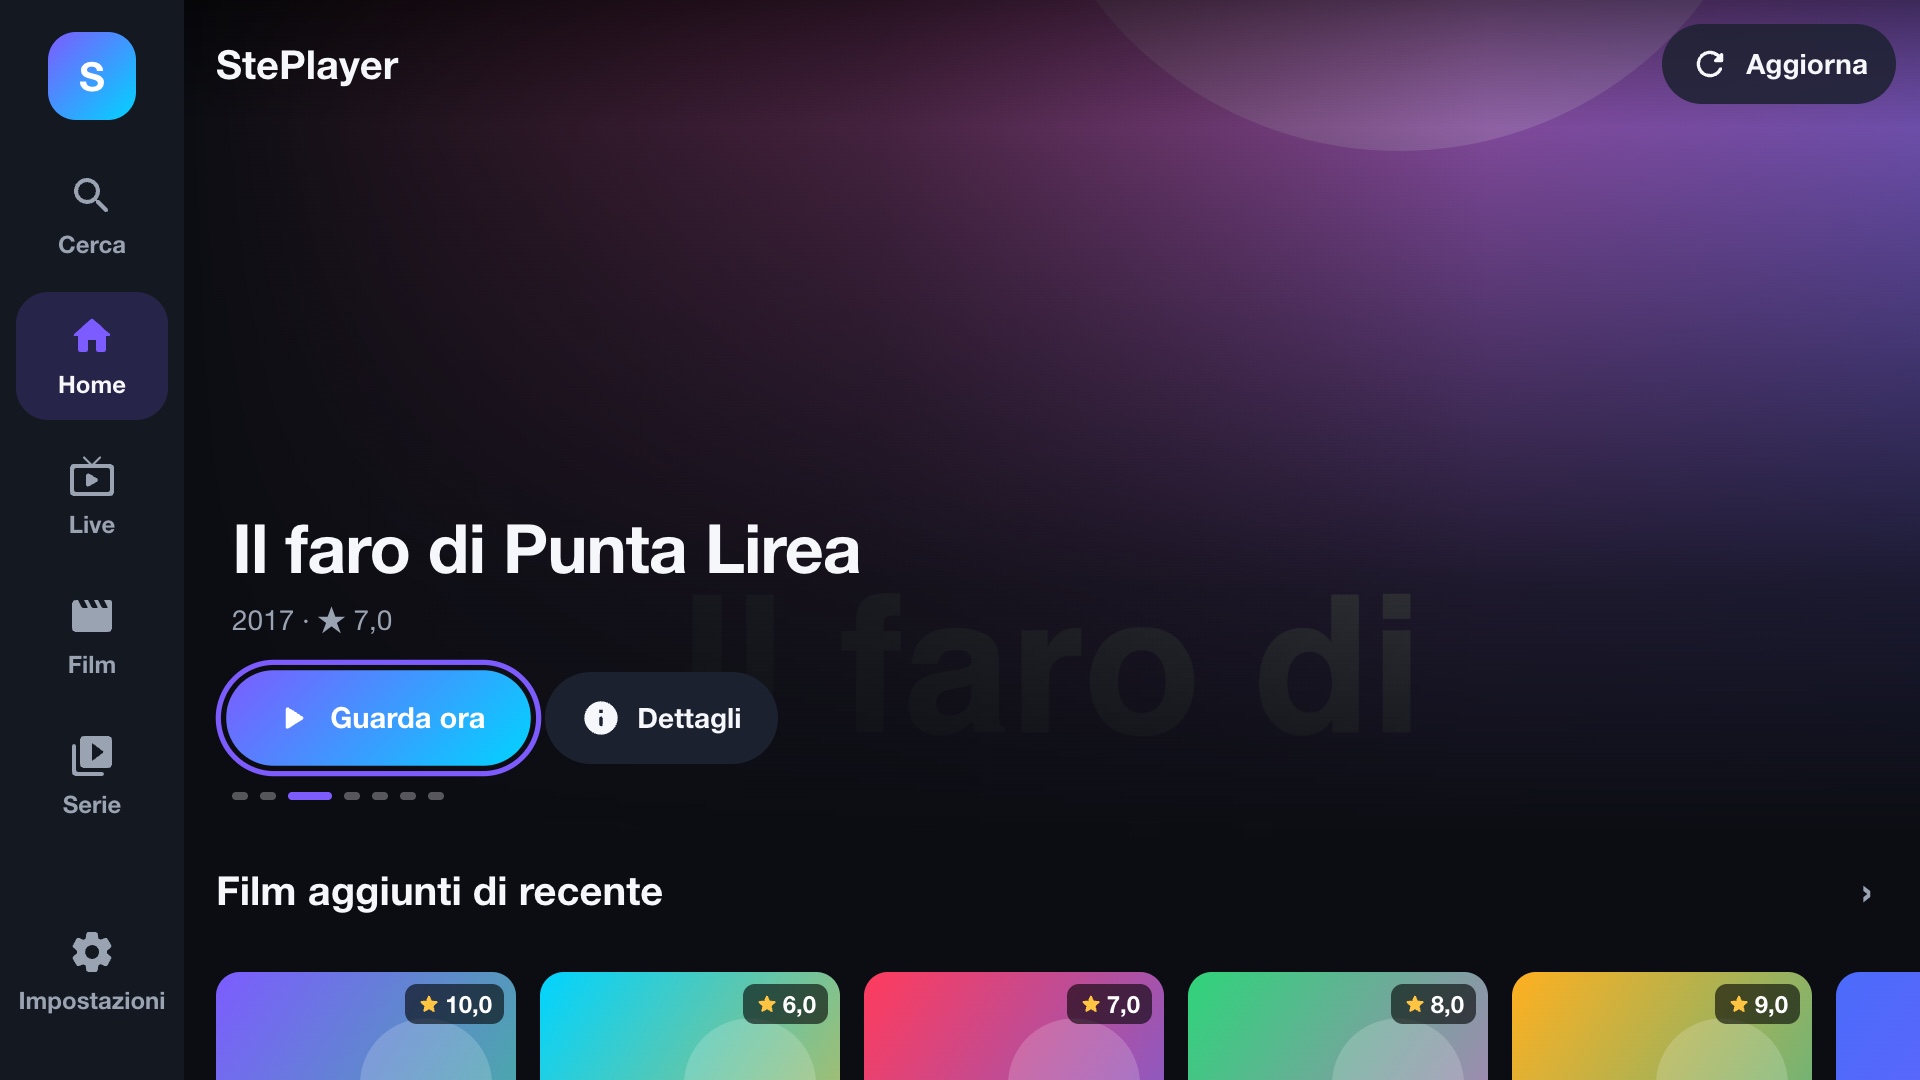 S
StePlayer
Aggiorna
Cerca
Home
Live
Film
Serie
Impostazioni
Il faro di Punta Lirea
2017 · ★ 7,0
Il faro di
Guarda ora
Dettagli
Film aggiunti di recente
›
10,0
6,0
7,0
8,0
9,0